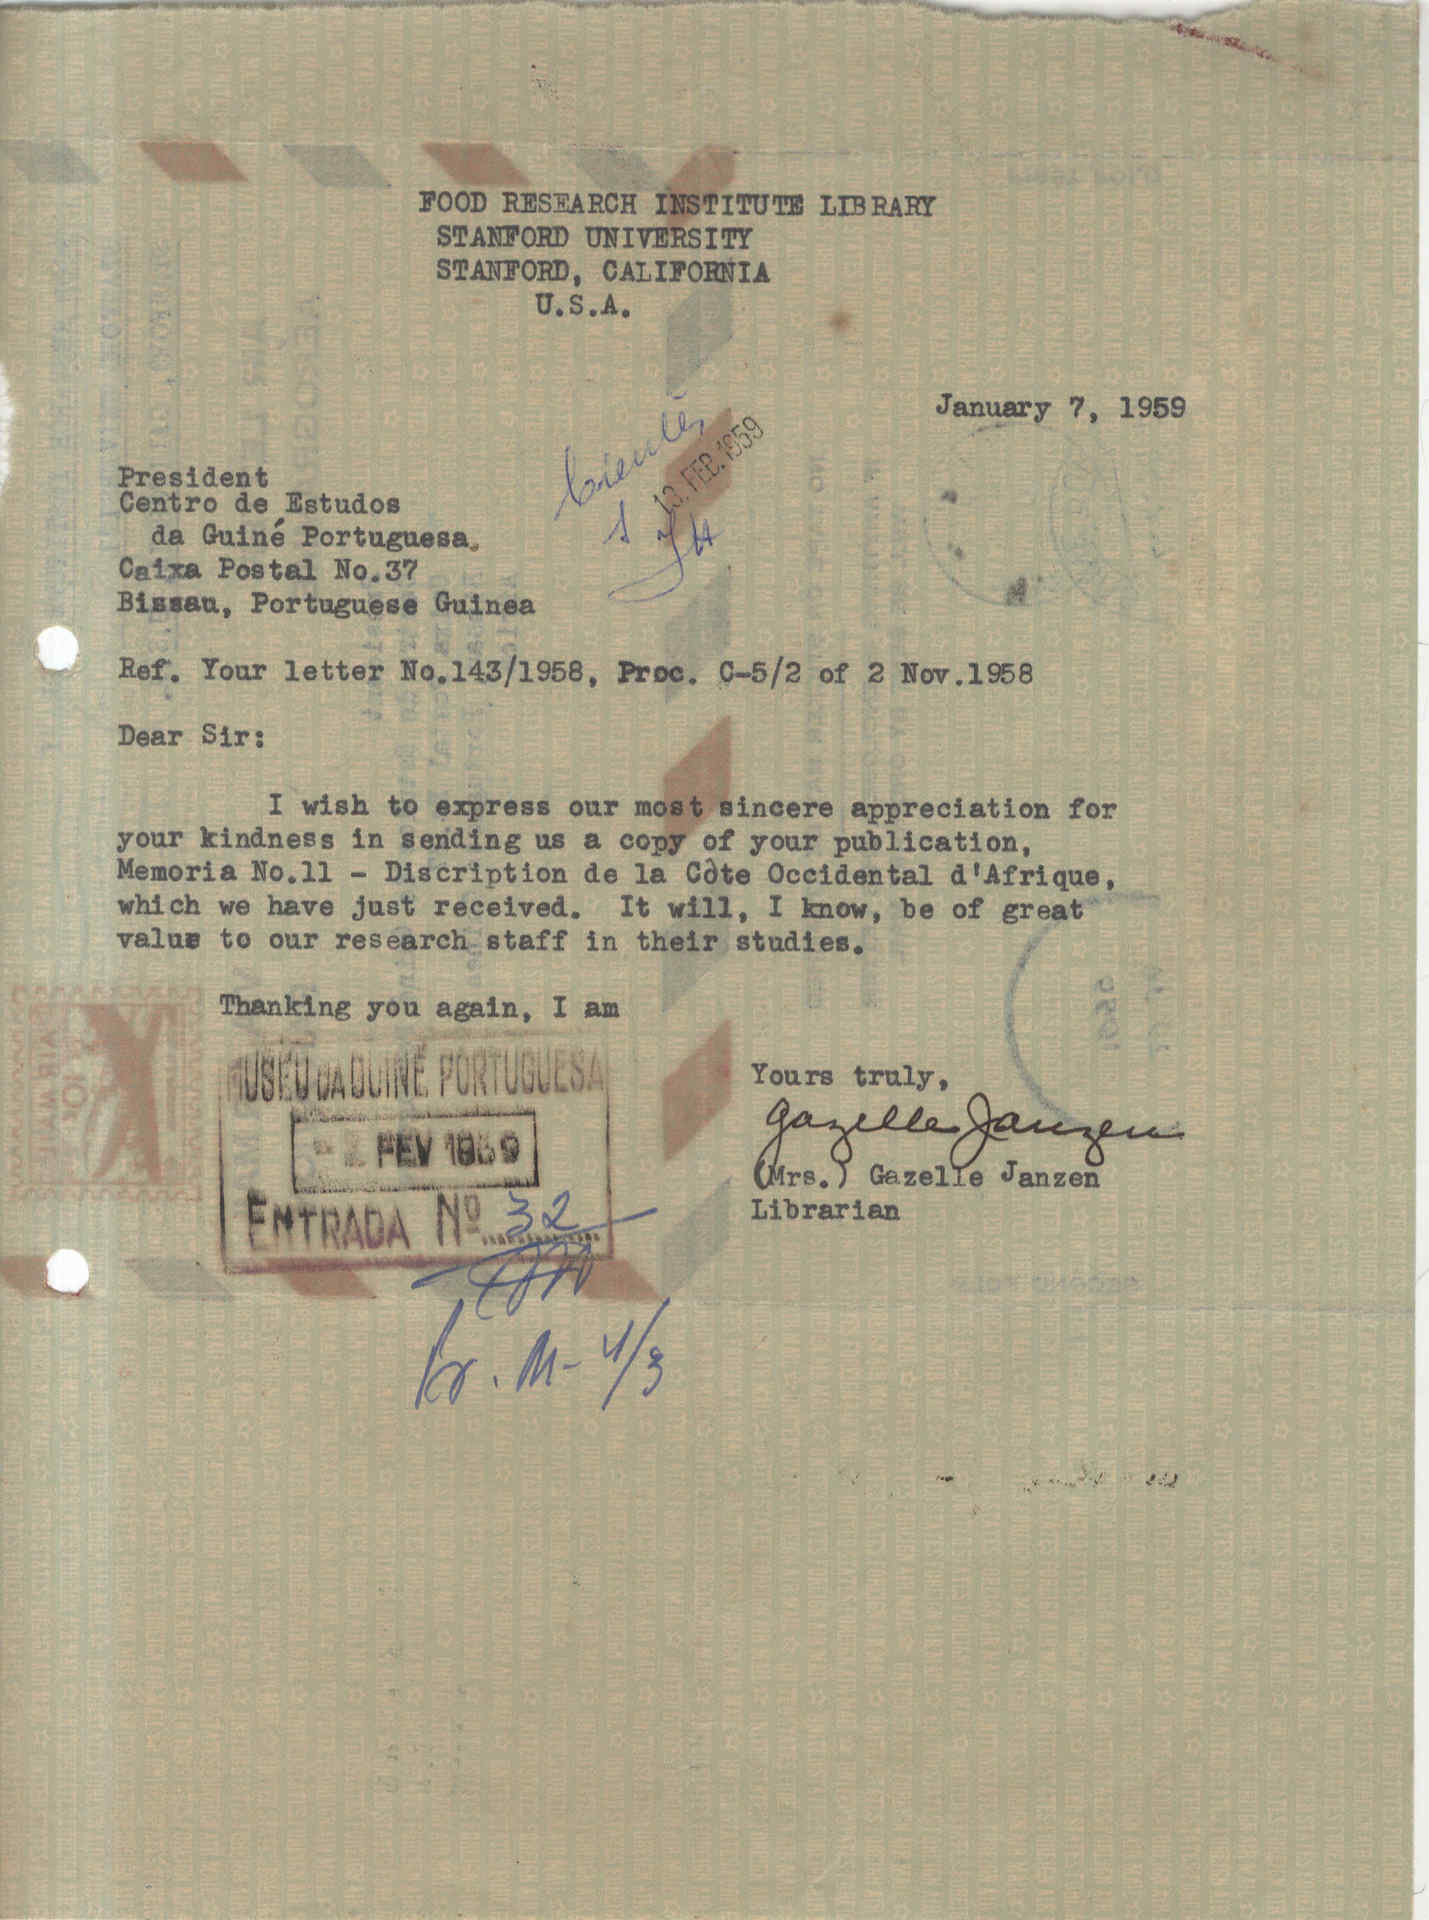 FOOD RESEARCH INSTITUTE LIBRARY
STANFORD UNIVERSITY
STANFORD, CALIFORNIA
U.S.A.
January 7, 1959
13. FEB. 1959
President
Centro de Estudos
da Guiné Portuguesa.
Caixa Postal No.37
Bissau, Portuguese Guinea
Ref. Your letter No.143/1958, Proc. C-5/2 of 2 Nov.1958
Dear Sir:
I wish to express our most sincere appreciation for
your kindness in sending us a copy of your publication,
Memoria No.11 - Discription de la Côte Occidental d'Afrique,
which we have just received. It will, I know, be of great
value to our research staff in their studies.
Thanking you again, I am
MUSEU DA GUINÉ PORTUGUESA
FEV 1959
ENTRADA Nº 32
Yours truly,
Gazelle Janzen
(Mrs.) Gazelle Janzen
Librarian
Pr. M-4/3